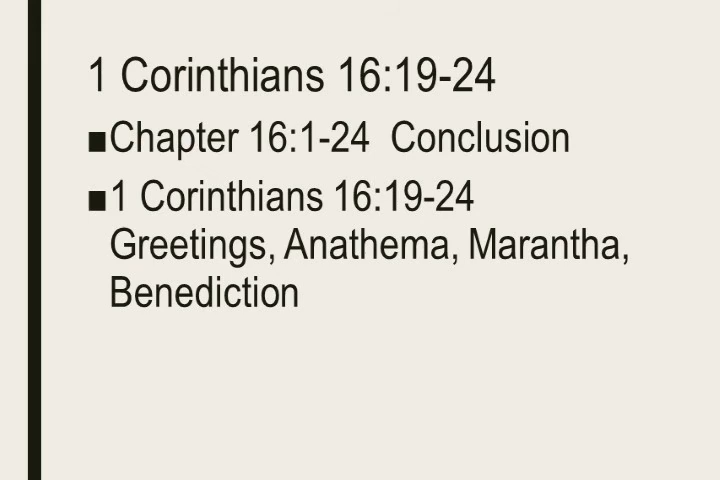 1 Corinthians 16:19-24
■Chapter 16:1-24 Conclusion
■1 Corinthians 16:19-24
Greetings, Anathema, Marantha,
Benediction